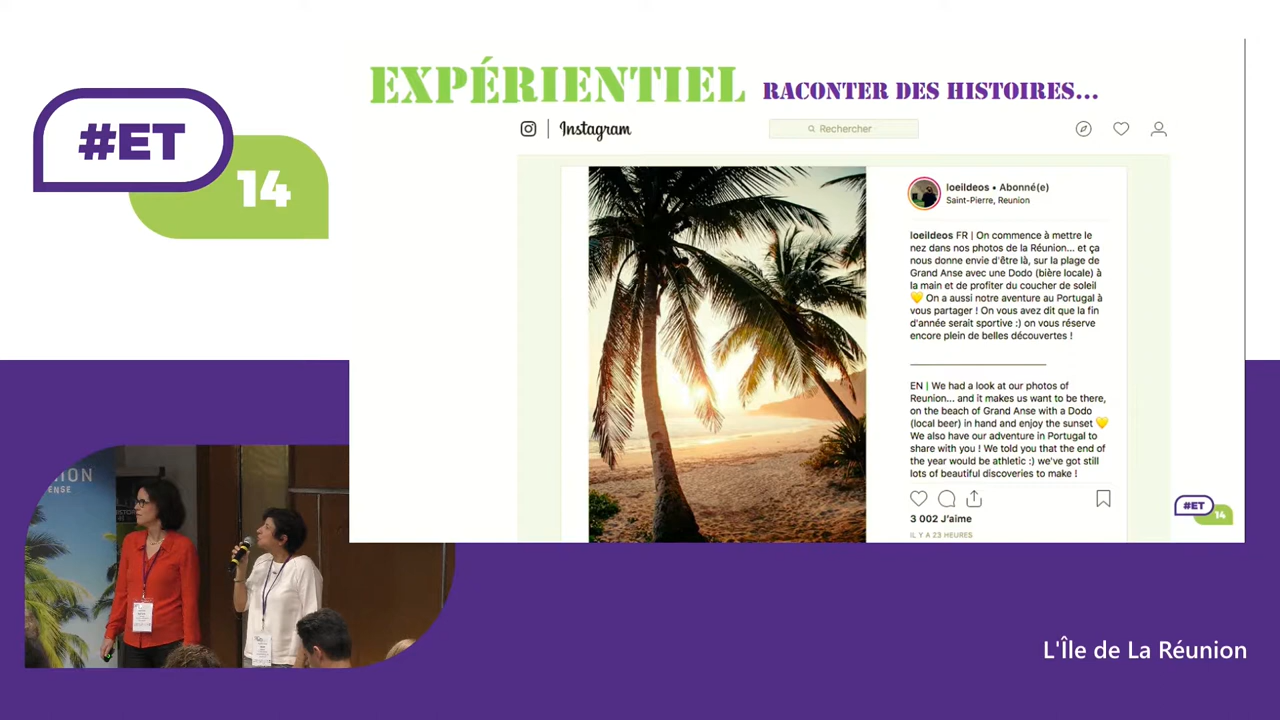 #ET
14
EXPÉRIENTIEL RACONTER DES HISTOIRES...
Instagram
Rechercher
loeildeos • Abonné(e)
Saint-Pierre, Reunion
loeildeos FR | On commence à mettre le
nez dans nos photos de la Réunion... et ça
nous donne envie d'être là, sur la plage de
Grand Anse avec une Dodo (bière locale) à
la main et de profiter du coucher de soleil
💛 On a aussi notre aventure au Portugal à
vous partager ! On vous avez dit que la fin
d'année serait sportive :) on vous réserve
encore plein de belles découvertes !
EN | We had a look at our photos of
Reunion... and it makes us want to be there,
on the beach of Grand Anse with a Dodo
(local beer) in hand and enjoy the sunset 💛
We also have our adventure in Portugal to
share with you ! We told you that the end of
the year would be athletic :) we've got still
lots of beautiful discoveries to make !
3 002 J'aime
IL Y A 23 HEURES
#ET
14
L'Île de La Réunion